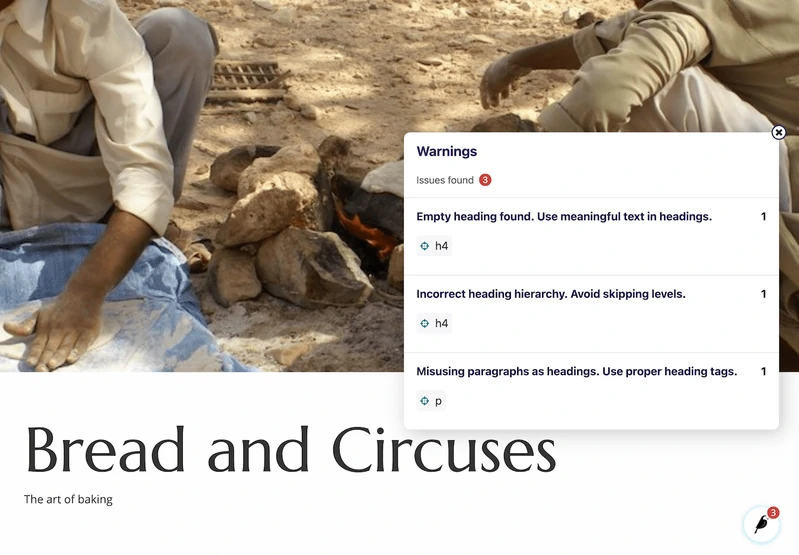 Warnings
Issues found 3
Empty heading found. Use meaningful text in headings. 1
h4
Incorrect heading hierarchy. Avoid skipping levels. 1
h4
Misusing paragraphs as headings. Use proper heading tags. 1
p
Bread and Circuses
The art of baking
3